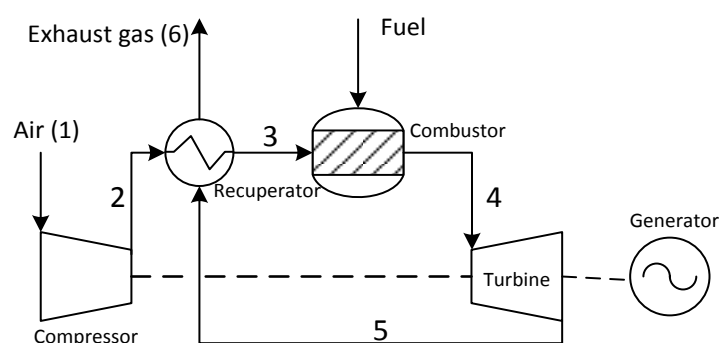 Exhaust gas (6)
Fuel
Air (1)
3
Combustor
2
Recuperator
4
Generator
Turbine
5
Compressor